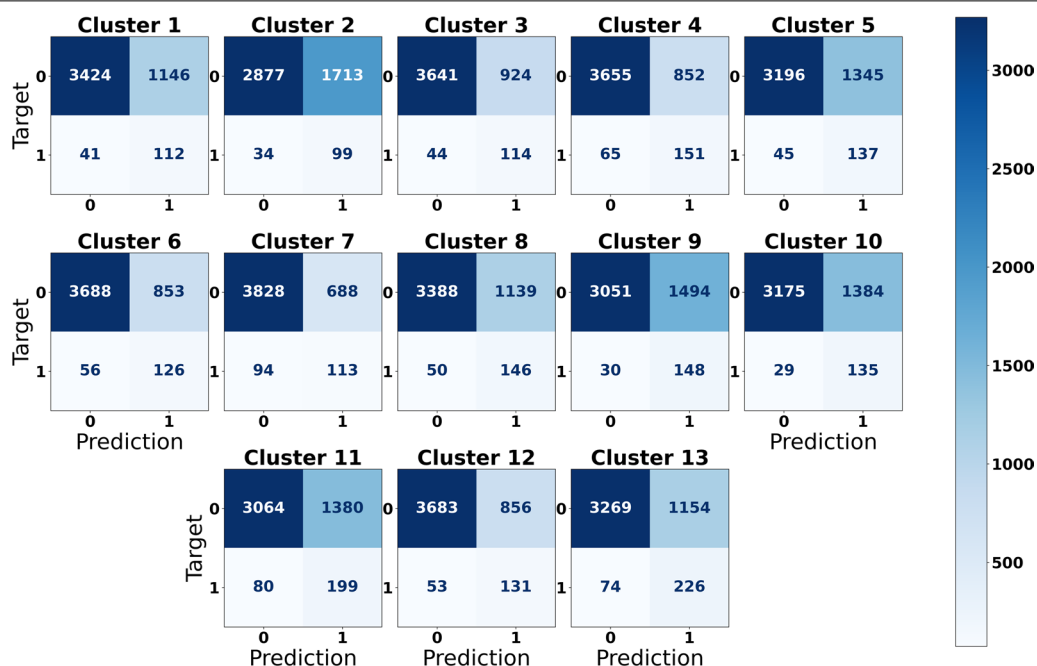 Cluster 1 Cluster 2 Cluster 3 Cluster 4 Cluster 5
0 3424 1146 0 2877 1713 0 3641 924 0 3655 852 0 3196 1345 3000
Target
1 41 112 1 34 99 1 44 114 1 65 151 1 45 137
2500
0 1 0 1 0 1 0 1 0 1
Cluster 6 Cluster 7 Cluster 8 Cluster 9 Cluster 10
2000
0 3688 853 0 3828 688 0 3388 1139 0 3051 1494 0 3175 1384
Target
1 56 126 1 94 113 1 50 146 1 30 148 1 29 135
1500
0 1 0 1 0 1 0 1 0 1
Prediction Prediction
Cluster 11 Cluster 12 Cluster 13
1000
0 3064 1380 0 3683 856 0 3269 1154
Target
500
1 80 199 1 53 131 1 74 226
0 1 0 1 0 1
Prediction Prediction Prediction